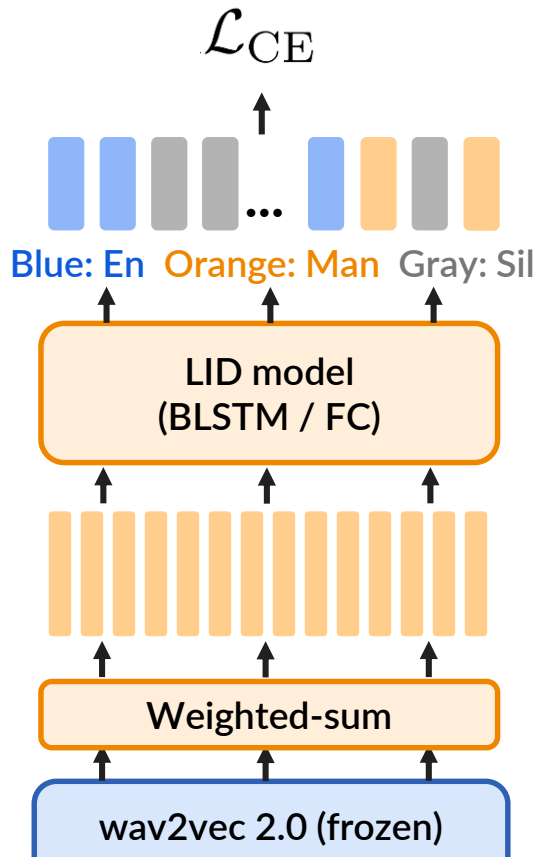 ℒCE
...
Blue: En Orange: Man Gray: Sil
LID model
(BLSTM / FC)
Weighted-sum
wav2vec 2.0 (frozen)